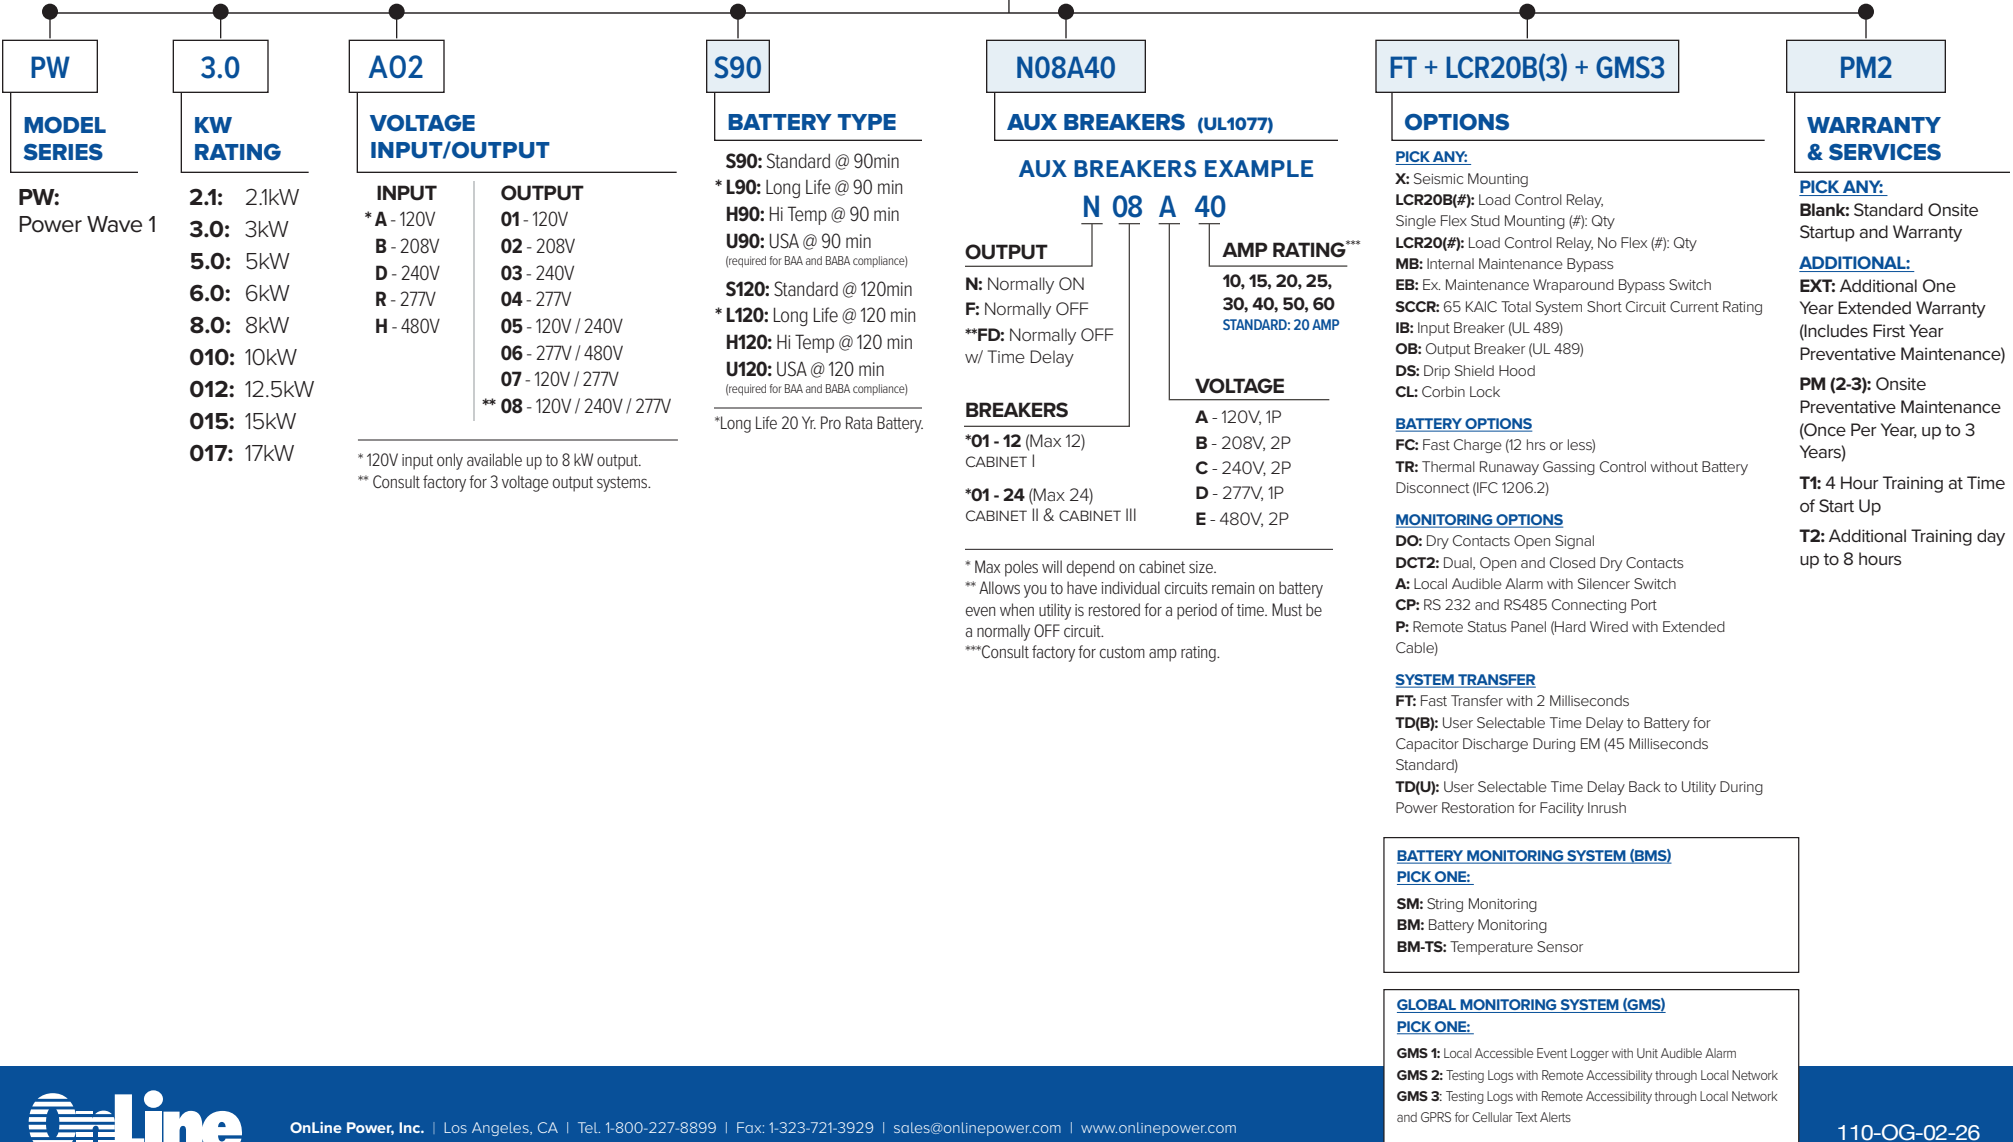 PW
3.0
A02
S90
N08A40
FT + LCR20B(3) + GMS3
PM2
MODEL
SERIES
PW:
Power Wave 1
KW
RATING
2.1: 2.1kW
3.0: 3kW
5.0: 5kW
6.0: 6kW
8.0: 8kW
010: 10kW
012: 12.5kW
015: 15kW
017: 17kW
VOLTAGE
INPUT/OUTPUT
INPUT
* A - 120V
B - 208V
D - 240V
R - 277V
H - 480V
OUTPUT
01 - 120V
02 - 208V
03 - 240V
04 - 277V
05 - 120V / 240V
06 - 277V / 480V
07 - 120V / 277V
** 08 - 120V / 240V / 277V
* 120V input only available up to 8 kW output.
** Consult factory for 3 voltage output systems.
BATTERY TYPE
S90: Standard @ 90min
* L90: Long Life @ 90 min
H90: Hi Temp @ 90 min
U90: USA @ 90 min
(required for BAA and BABA compliance)
S120: Standard @ 120min
* L120: Long Life @ 120 min
H120: Hi Temp @ 120 min
U120: USA @ 120 min
(required for BAA and BABA compliance)
*Long Life 20 Yr. Pro Rata Battery.
AUX BREAKERS (UL1077)
AUX BREAKERS EXAMPLE
N 08 A 40
OUTPUT
N: Normally ON
F: Normally OFF
**FD: Normally OFF
w/ Time Delay
BREAKERS
*01 - 12 (Max 12)
CABINET I
*01 - 24 (Max 24)
CABINET II & CABINET III
AMP RATING***
10, 15, 20, 25,
30, 40, 50, 60
STANDARD: 20 AMP
VOLTAGE
A - 120V, 1P
B - 208V, 2P
C - 240V, 2P
D - 277V, 1P
E - 480V, 2P
* Max poles will depend on cabinet size.
** Allows you to have individual circuits remain on battery
even when utility is restored for a period of time. Must be
a normally OFF circuit.
***Consult factory for custom amp rating.
OPTIONS
PICK ANY:
X: Seismic Mounting
LCR20B(#): Load Control Relay,
Single Flex Stud Mounting (#): Qty
LCR20(#): Load Control Relay, No Flex (#): Qty
MB: Internal Maintenance Bypass
EB: Ex. Maintenance Wraparound Bypass Switch
SCCR: 65 KAIC Total System Short Circuit Current Rating
IB: Input Breaker (UL 489)
OB: Output Breaker (UL 489)
DS: Drip Shield Hood
CL: Corbin Lock
BATTERY OPTIONS
FC: Fast Charge (12 hrs or less)
TR: Thermal Runaway Gassing Control without Battery
Disconnect (IFC 1206.2)
MONITORING OPTIONS
DO: Dry Contacts Open Signal
DCT2: Dual, Open and Closed Dry Contacts
A: Local Audible Alarm with Silencer Switch
CP: RS 232 and RS485 Connecting Port
P: Remote Status Panel (Hard Wired with Extended
Cable)
SYSTEM TRANSFER
FT: Fast Transfer with 2 Milliseconds
TD(B): User Selectable Time Delay to Battery for
Capacitor Discharge During EM (45 Milliseconds
Standard)
TD(U): User Selectable Time Delay Back to Utility During
Power Restoration for Facility Inrush
BATTERY MONITORING SYSTEM (BMS)
PICK ONE:
SM: String Monitoring
BM: Battery Monitoring
BM-TS: Temperature Sensor
GLOBAL MONITORING SYSTEM (GMS)
PICK ONE:
GMS 1: Local Accessible Event Logger with Unit Audible Alarm
GMS 2: Testing Logs with Remote Accessibility through Local Network
GMS 3: Testing Logs with Remote Accessibility through Local Network
and GPRS for Cellular Text Alerts
WARRANTY
& SERVICES
PICK ANY:
Blank: Standard Onsite
Startup and Warranty
ADDITIONAL:
EXT: Additional One
Year Extended Warranty
(Includes First Year
Preventative Maintenance)
PM (2-3): Onsite
Preventative Maintenance
(Once Per Year, up to 3
Years)
T1: 4 Hour Training at Time
of Start Up
T2: Additional Training day
up to 8 hours
OnLine
OnLine Power, Inc. | Los Angeles, CA | Tel. 1-800-227-8899 | Fax: 1-323-721-3929 | sales@onlinepower.com | www.onlinepower.com
110-OG-02-26